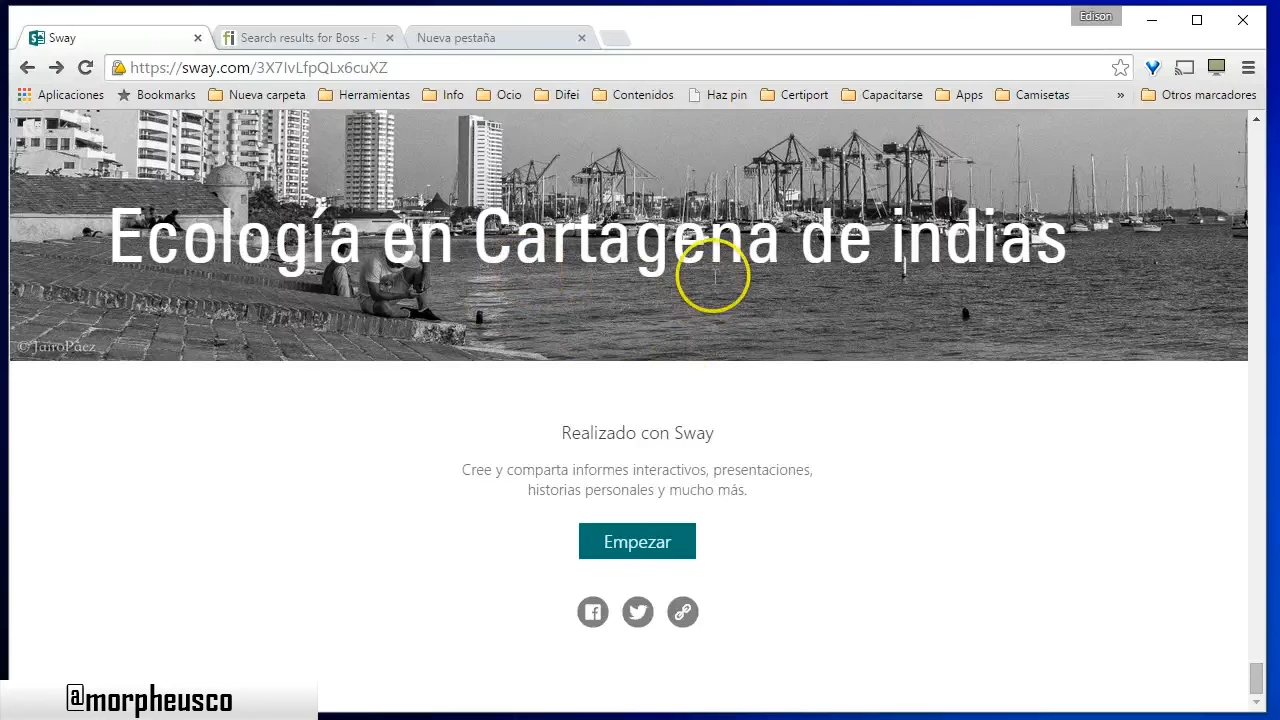 Edison
Sway
Search results for Boss - F
Nueva pestaña
https://sway.com/3X7IvLfpQLx6cuXZ
Aplicaciones Bookmarks Nueva carpeta Herramientas Info Ocio Difei Contenidos Haz pin Certiport Capacitarse Apps Camisetas » Otros marcadores
Ecología en Cartagena de indias
© JairoPáez
Realizado con Sway
Cree y comparta informes interactivos, presentaciones,
historias personales y mucho más.
Empezar
@morpheusco